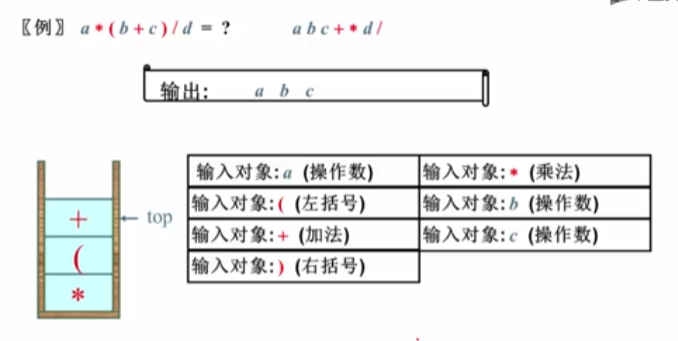 〖例〗 a * ( b + c ) / d = ?    a b c + * d /
输出: a b c
输入对象: a (操作数) 输入对象: * (乘法)
输入对象: ( (左括号) 输入对象: b (操作数)
输入对象: + (加法) 输入对象: c (操作数)
输入对象: ) (右括号)
+ ← top
(
*